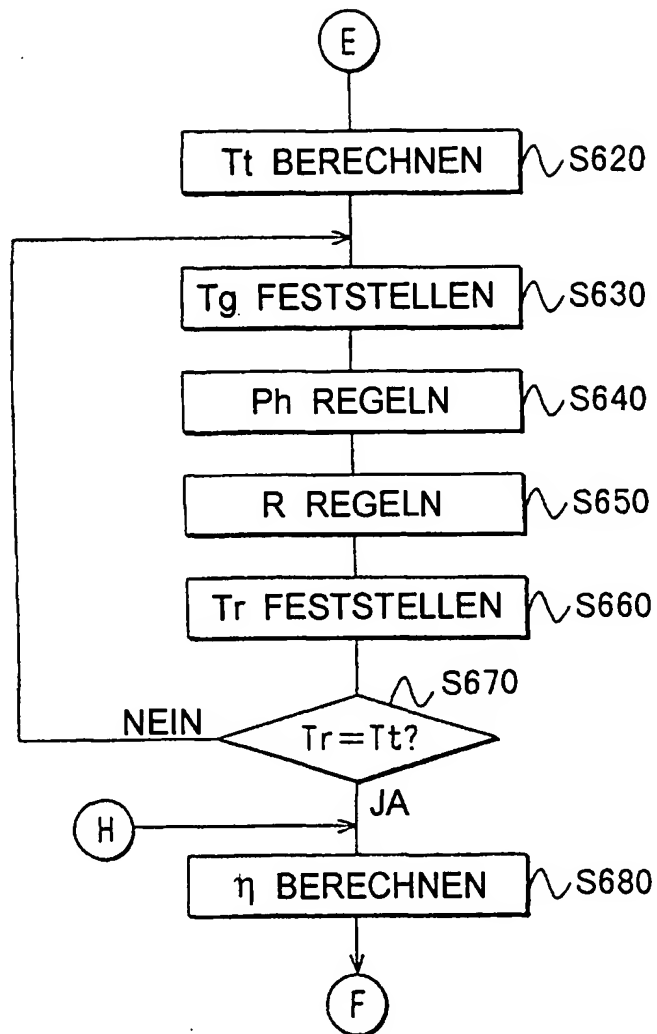 E
Tt BERECHNEN S620
Tg FESTSTELLEN S630
Ph REGELN S640
R REGELN S650
Tr FESTSTELLEN S660
S670
NEIN Tr=Tt?
JA
H
η BERECHNEN S680
F